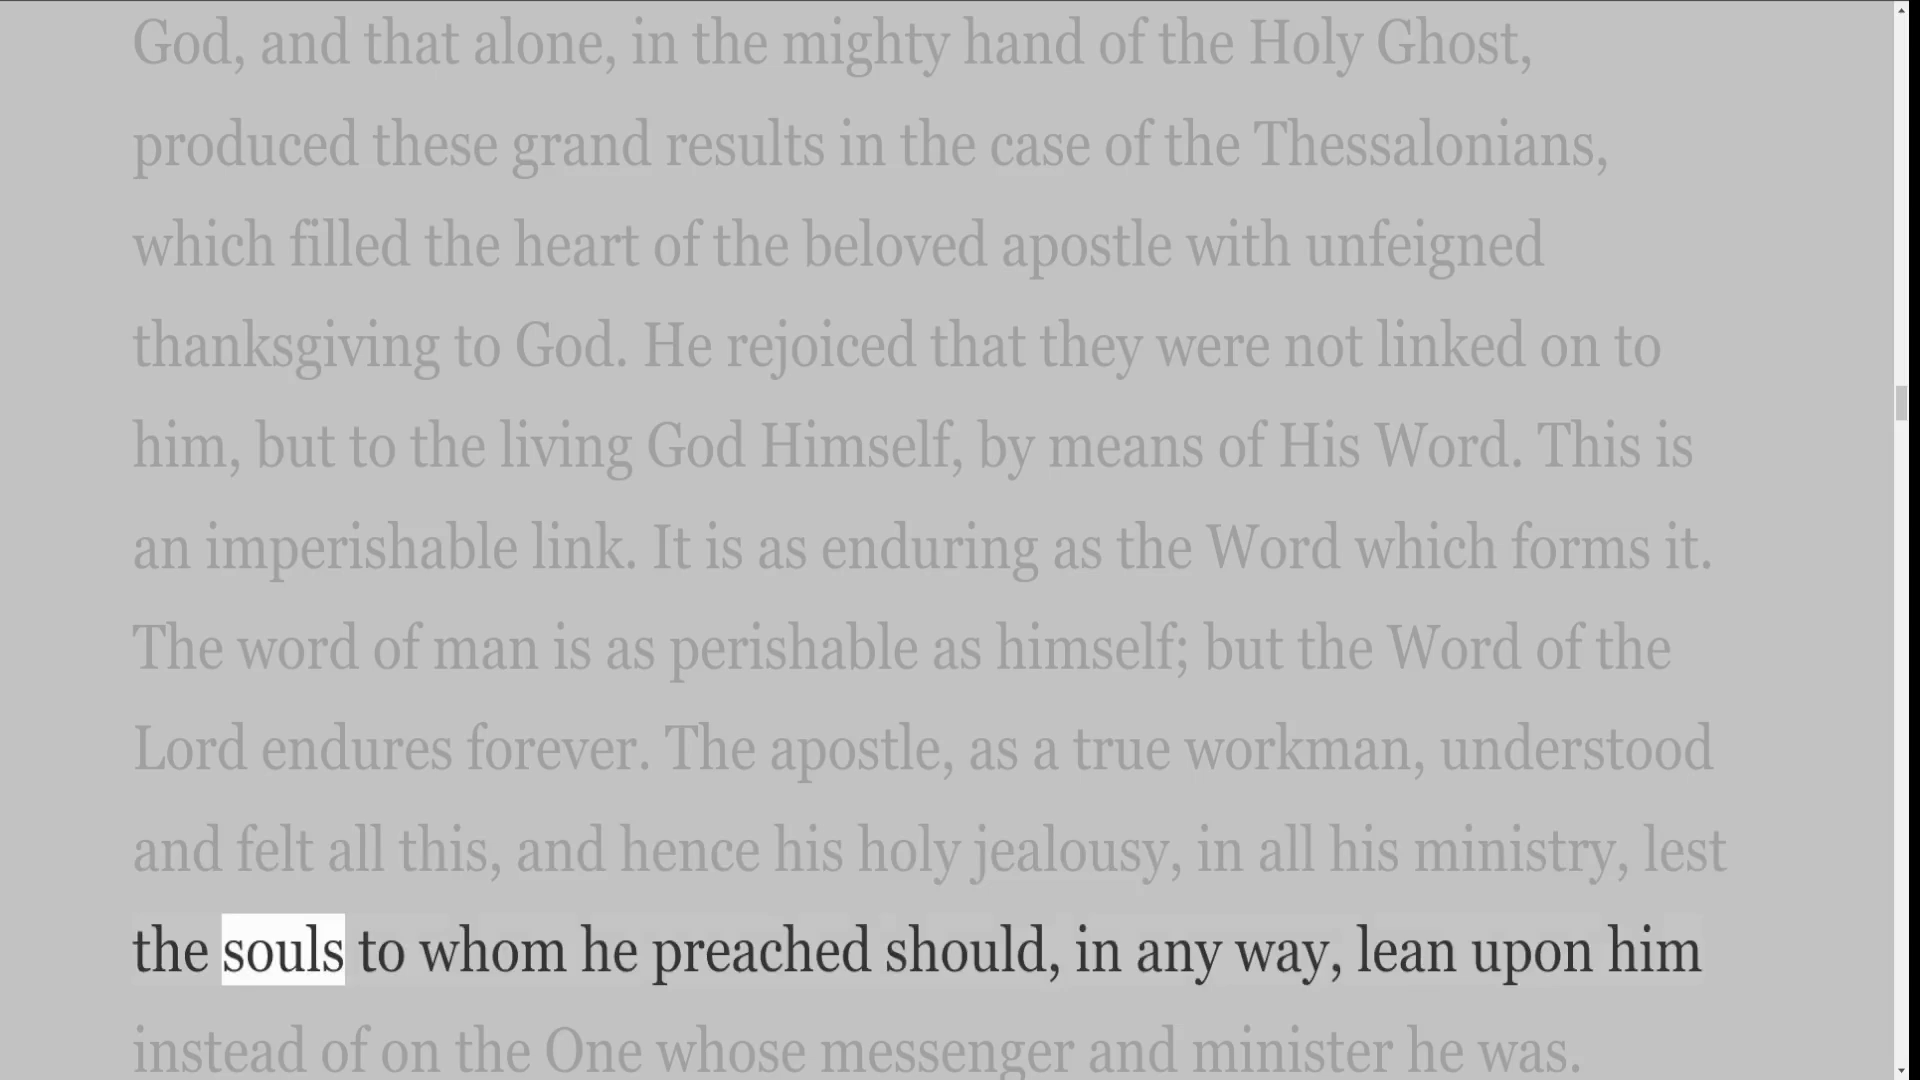 God, and that alone, in the mighty hand of the Holy Ghost,
produced these grand results in the case of the Thessalonians,
which filled the heart of the beloved apostle with unfeigned
thanksgiving to God. He rejoiced that they were not linked on to
him, but to the living God Himself, by means of His Word. This is
an imperishable link. It is as enduring as the Word which forms it.
The word of man is as perishable as himself; but the Word of the
Lord endures forever. The apostle, as a true workman, understood
and felt all this, and hence his holy jealousy, in all his ministry, lest
the souls to whom he preached should, in any way, lean upon him
instead of on the One whose messenger and minister he was.